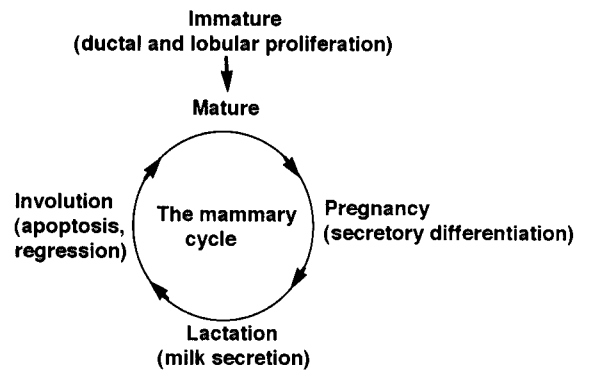 Immature
(ductal and lobular proliferation)
Mature
Involution
(apoptosis,
regression)
The mammary
cycle
Pregnancy
(secretory differentiation)
Lactation
(milk secretion)